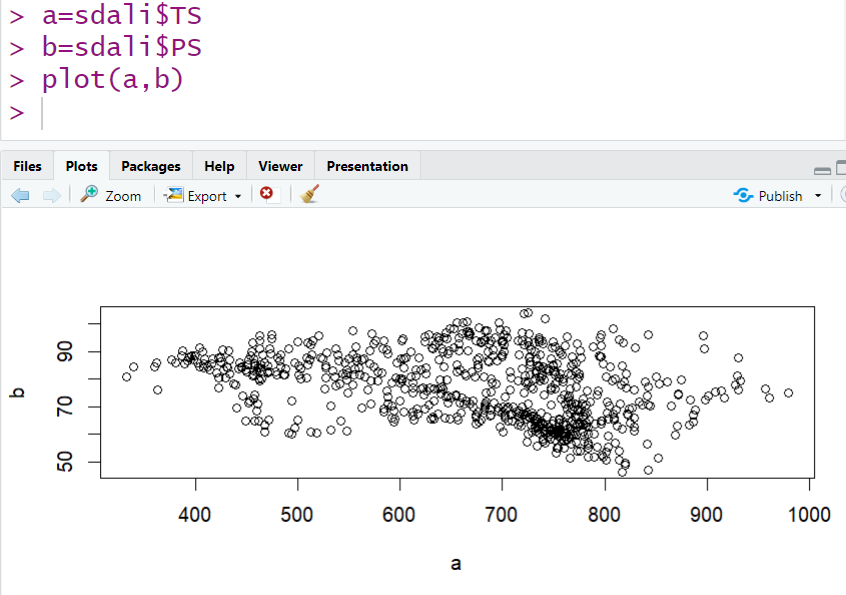 > a=sdali$TS
> b=sdali$PS
> plot(a,b)
>
Files Plots Packages Help Viewer Presentation
Zoom Export Publish
90
70
50
b
400 500 600 700 800 900 1000
a